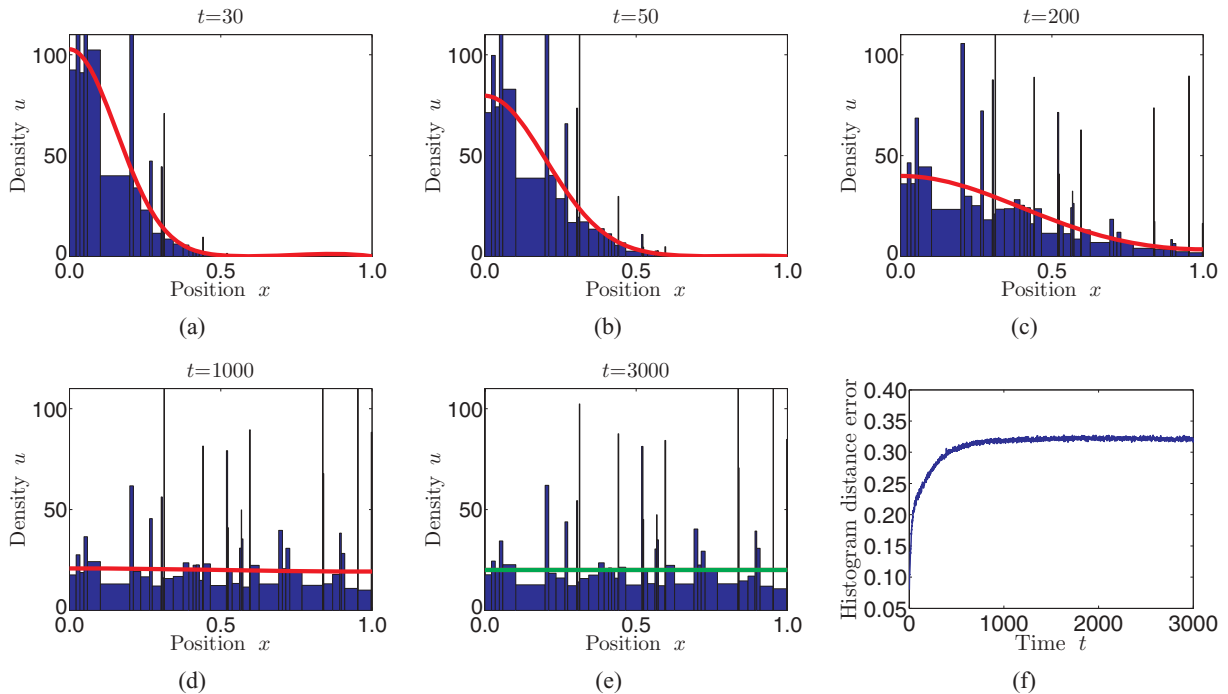 t=30
t=50
t=200
Density u
100
50
0
0.0
0.5
1.0
Position x
(a)
Density u
100
50
0
0.0
0.5
1.0
Position x
(b)
Density u
100
50
0
0.0
0.5
1.0
Position x
(c)
t=1000
t=3000
Density u
100
50
0
0.0
0.5
1.0
Position x
(d)
Density u
100
50
0
0.0
0.5
1.0
Position x
(e)
Histogram distance error
0.40
0.35
0.30
0.25
0.20
0.15
0.10
0.05
0
1000
2000
3000
Time t
(f)